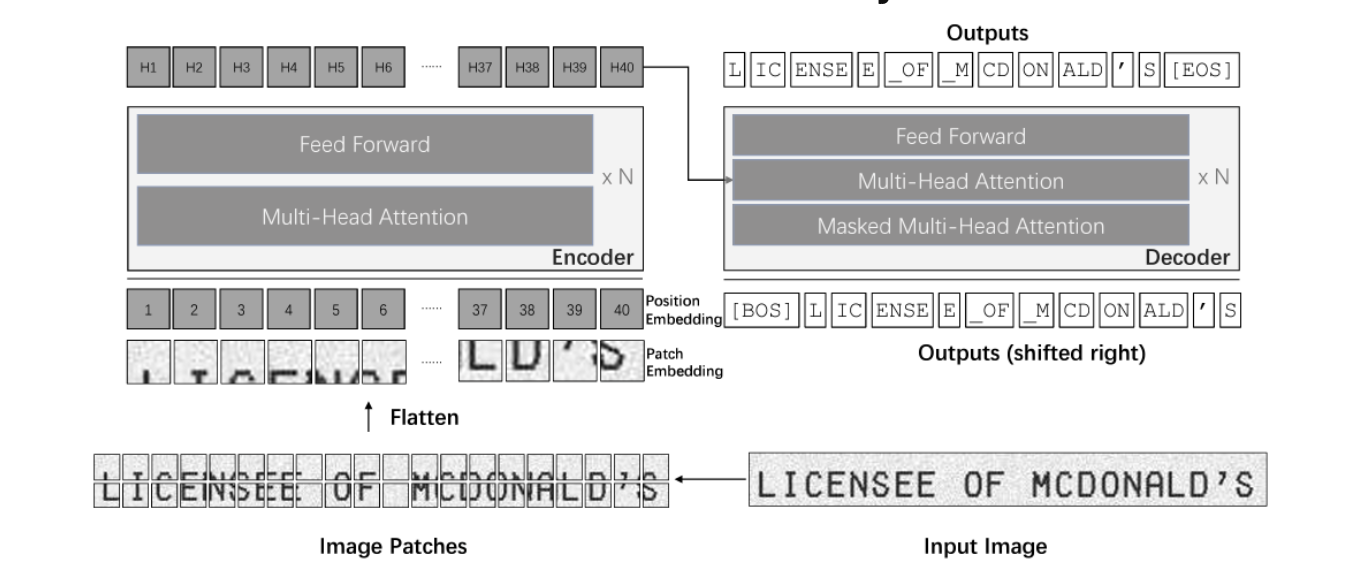 Outputs
H1 H2 H3 H4 H5 H6 ...... H37 H38 H39 H40
L IC ENSE E _OF _M CD ON ALD ' S [EOS]
Feed Forward
Multi-Head Attention
x N
Encoder
Feed Forward
Multi-Head Attention
Masked Multi-Head Attention
x N
Decoder
1 2 3 4 5 6 ...... 37 38 39 40
Position
Embedding
[BOS] L IC ENSE E _OF _M CD ON ALD ' S
...... LD'S
Patch
Embedding
Outputs (shifted right)
Flatten
LICENSEE OF MCDONALD'S
LICENSEE OF MCDONALD'S
Image Patches
Input Image